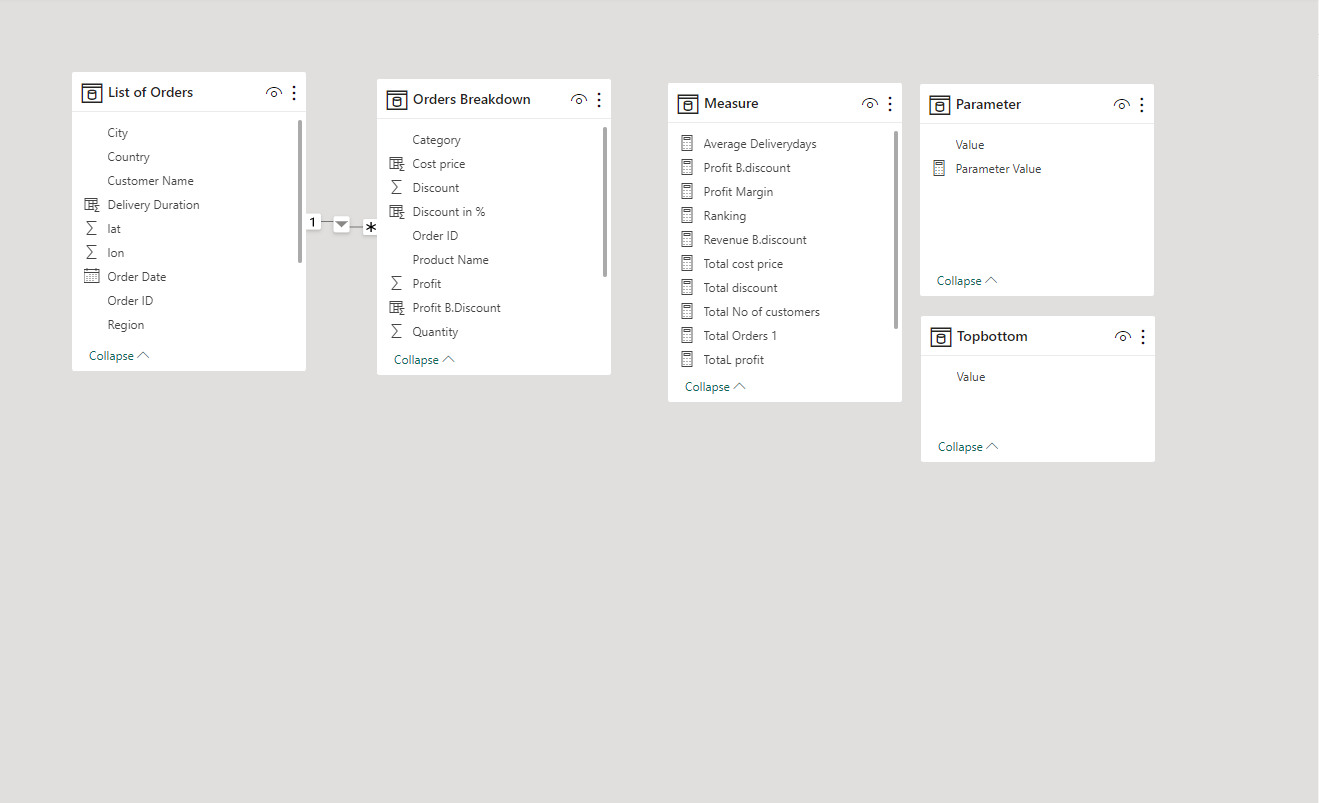 List of Orders
City
Country
Customer Name
Delivery Duration
lat
lon
Order Date
Order ID
Region
Collapse
1
*
Orders Breakdown
Category
Cost price
Discount
Discount in %
Order ID
Product Name
Profit
Profit B.Discount
Quantity
Collapse
Measure
Average Deliverydays
Profit B.discount
Profit Margin
Ranking
Revenue B.discount
Total cost price
Total discount
Total No of customers
Total Orders 1
TotaL profit
Collapse
Parameter
Value
Parameter Value
Collapse
Topbottom
Value
Collapse